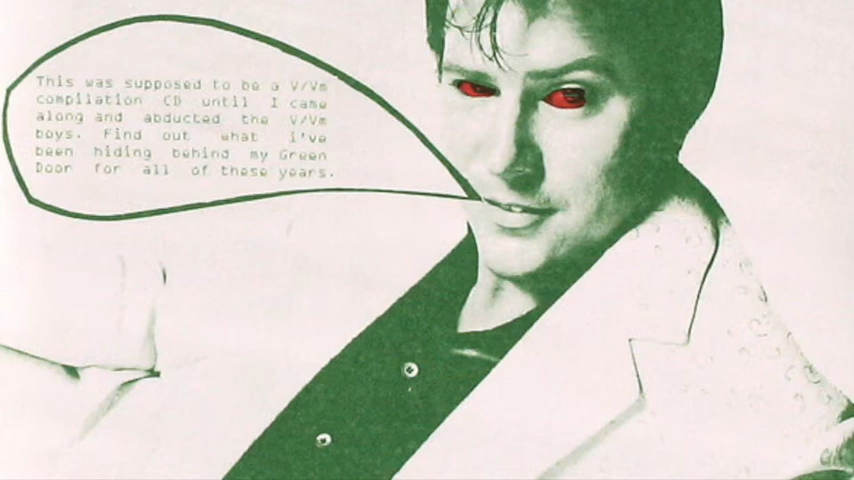 This was supposed to be a V/Vm
compilation CD until I came
along and abducted the V/Vm
boys. Find out what i've
been hiding behind my Green
Door for all of these years.